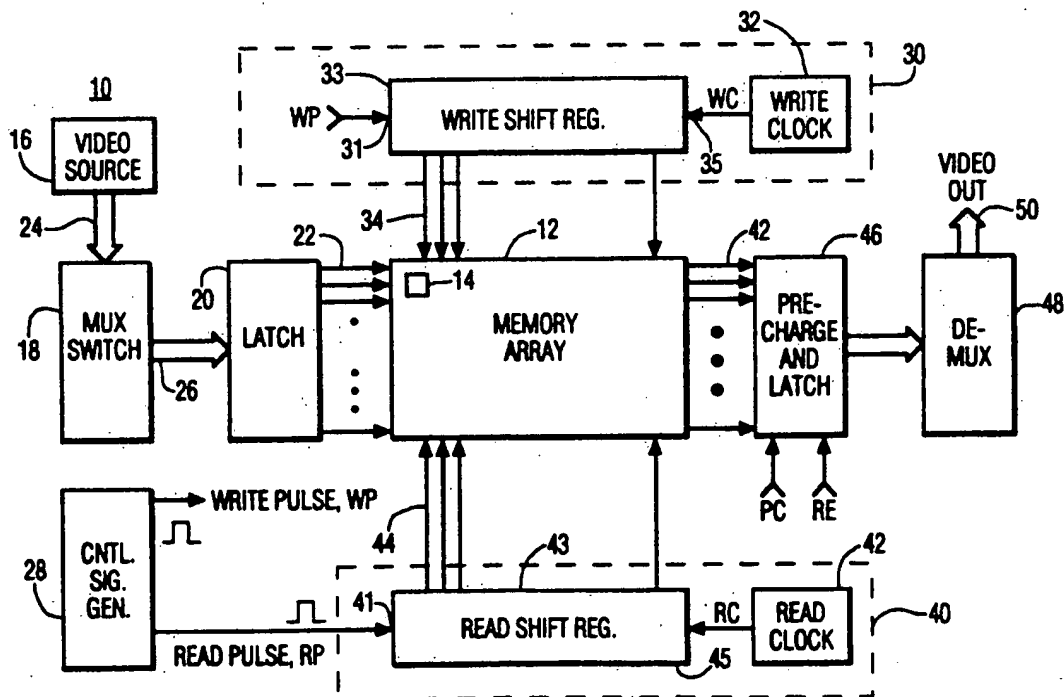 10
16
VIDEO
SOURCE
24
18
MUX
SWITCH
26
20
LATCH
22
WP
31
33
WRITE SHIFT REG.
35
WC
32
WRITE
CLOCK
30
34
12
14
MEMORY
ARRAY
42
46
PRE-
CHARGE
AND
LATCH
PC
RE
VIDEO
OUT
50
DE-
MUX
48
28
CNTL.
SIG.
GEN.
WRITE PULSE, WP
READ PULSE, RP
44
41
43
READ SHIFT REG.
45
RC
42
READ
CLOCK
40